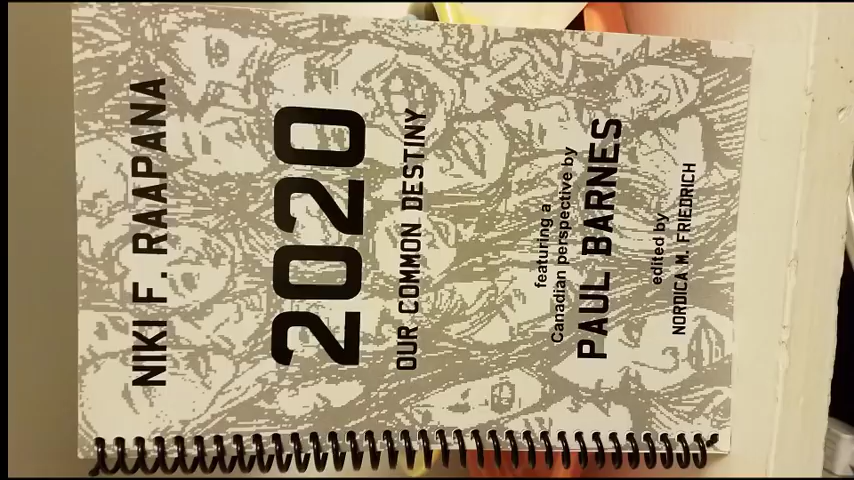 NIKI F. RAAPANA
2020
OUR COMMON DESTINY
featuring a
Canadian perspective by
PAUL BARNES
edited by
NORDICA M. FRIEDRICH